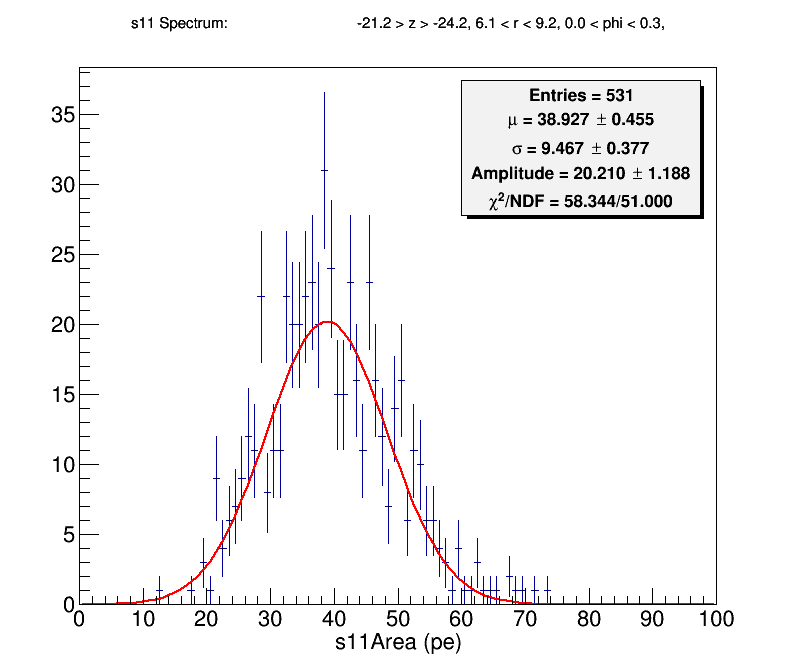 s11 Spectrum: -21.2 > z > -24.2, 6.1 < r < 9.2, 0.0 < phi < 0.3,
Entries = 531
μ = 38.927 ± 0.455
σ = 9.467 ± 0.377
Amplitude = 20.210 ± 1.188
χ²/NDF = 58.344/51.000
35
30
25
20
15
10
5
0
0 10 20 30 40 50 60 70 80 90 100
s11Area (pe)